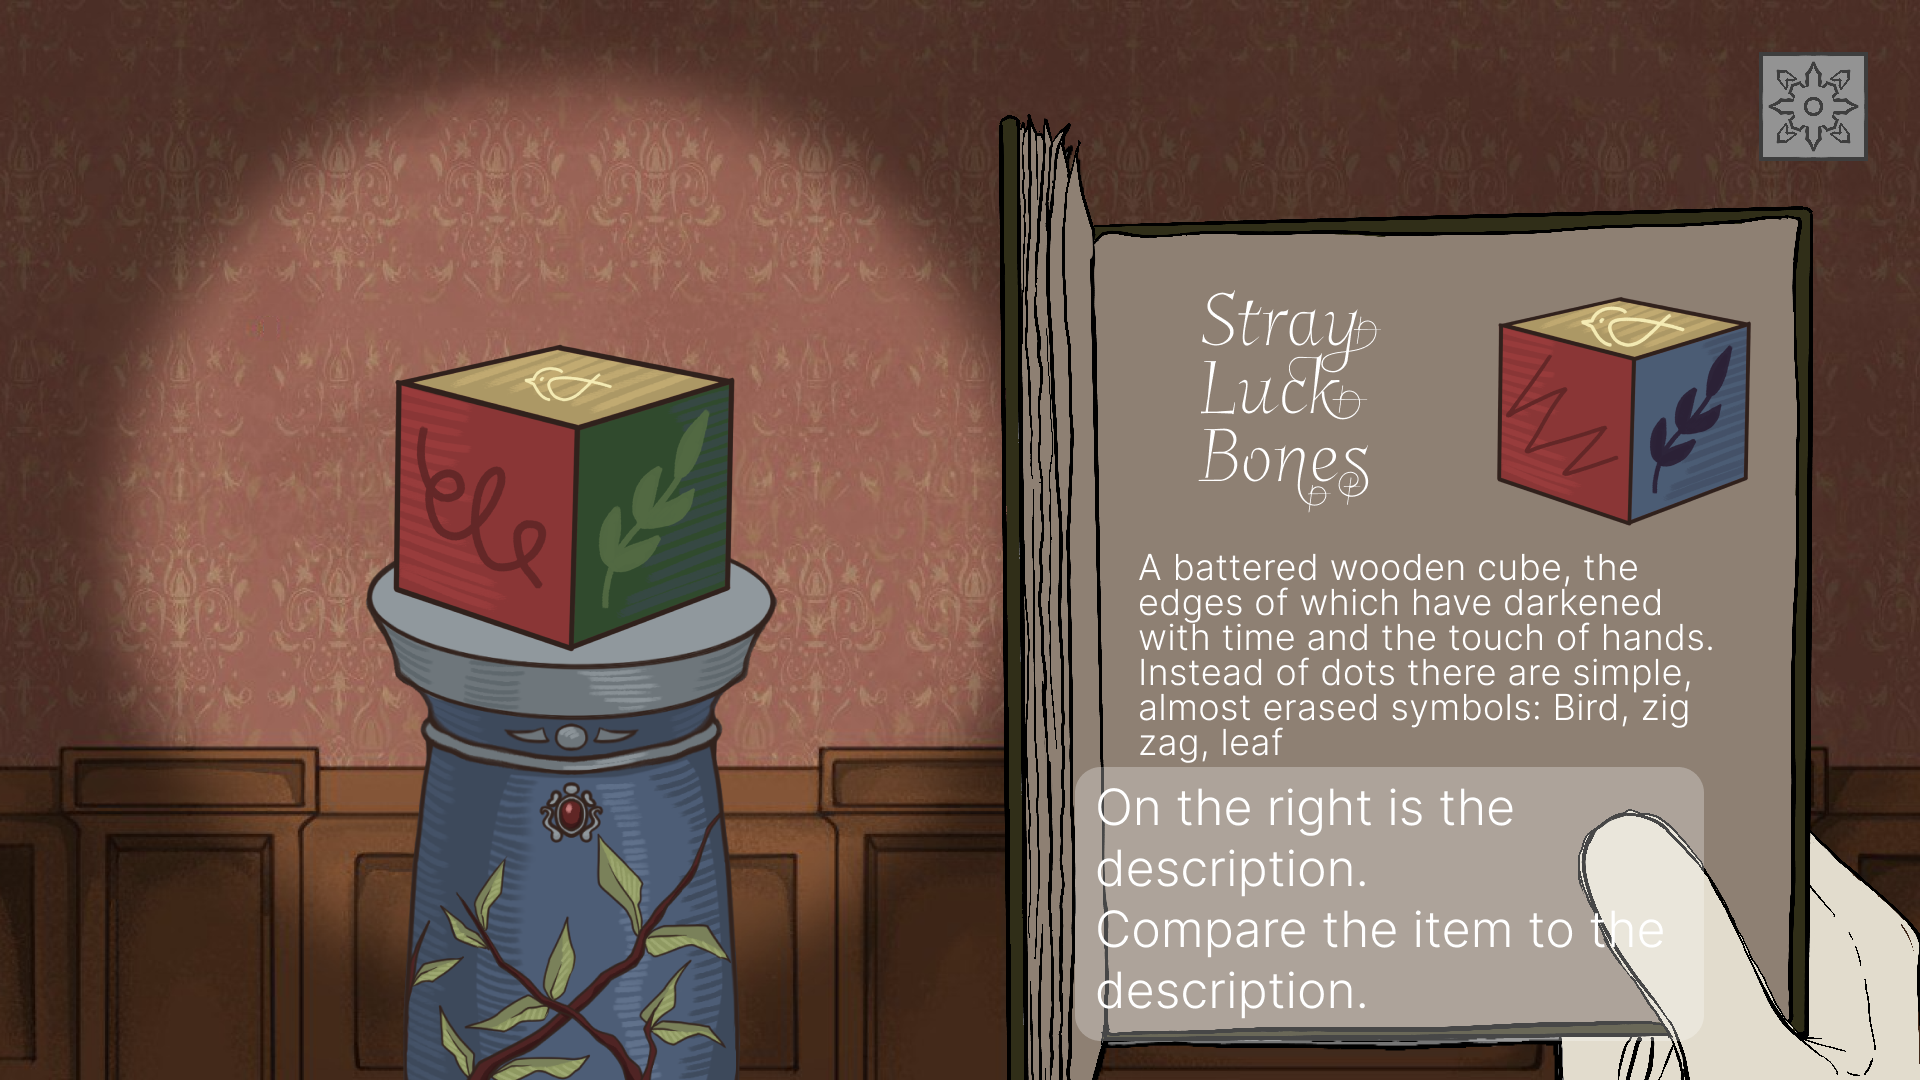 Stray
Luck
Bones
A battered wooden cube, the
edges of which have darkened
with time and the touch of hands.
Instead of dots there are simple,
almost erased symbols: Bird, zig
zag, leaf
On the right is the
description.
Compare the item to the
description.